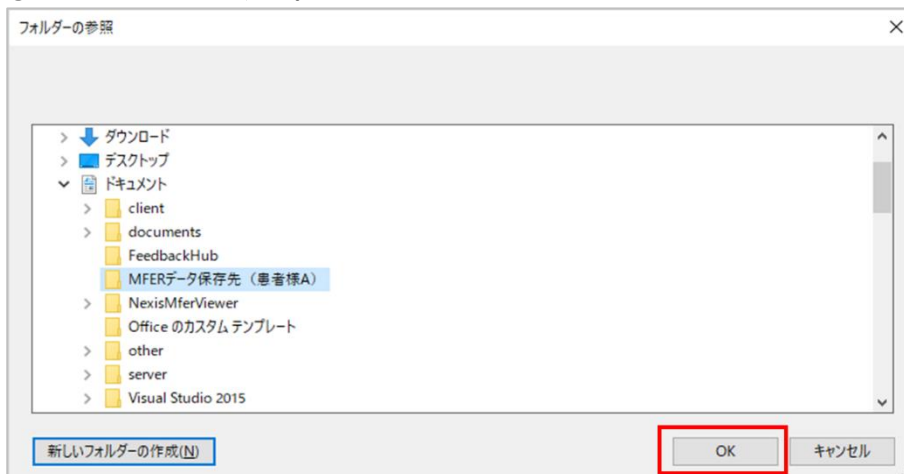 フォルダーの参照
ダウンロード
デスクトップ
ドキュメント
client
documents
FeedbackHub
MFERデータ保存先（患者様A）
NexisMferViewer
Office のカスタム テンプレート
other
server
Visual Studio 2015
新しいフォルダーの作成(N) OK キャンセル